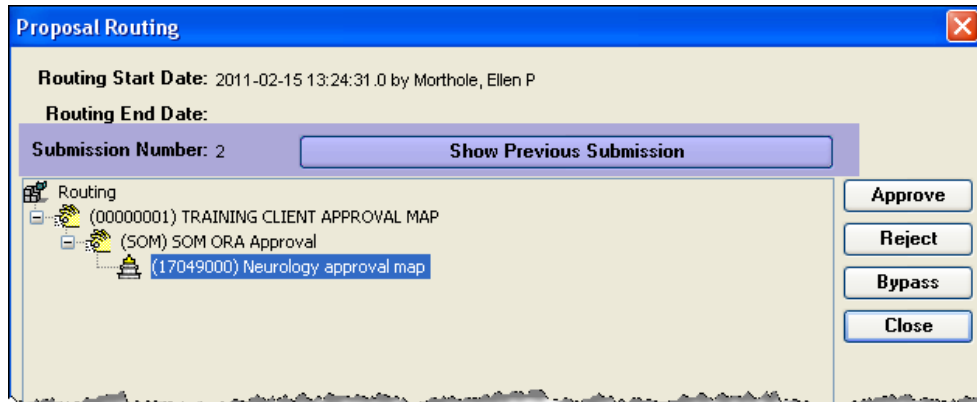 Proposal Routing
Routing Start Date: 2011-02-15 13:24:31.0 by Morthole, Ellen P
Routing End Date:
Submission Number: 2 Show Previous Submission
Routing
(00000001) TRAINING CLIENT APPROVAL MAP
(SOM) SOM ORA Approval
(17049000) Neurology approval map
Approve
Reject
Bypass
Close